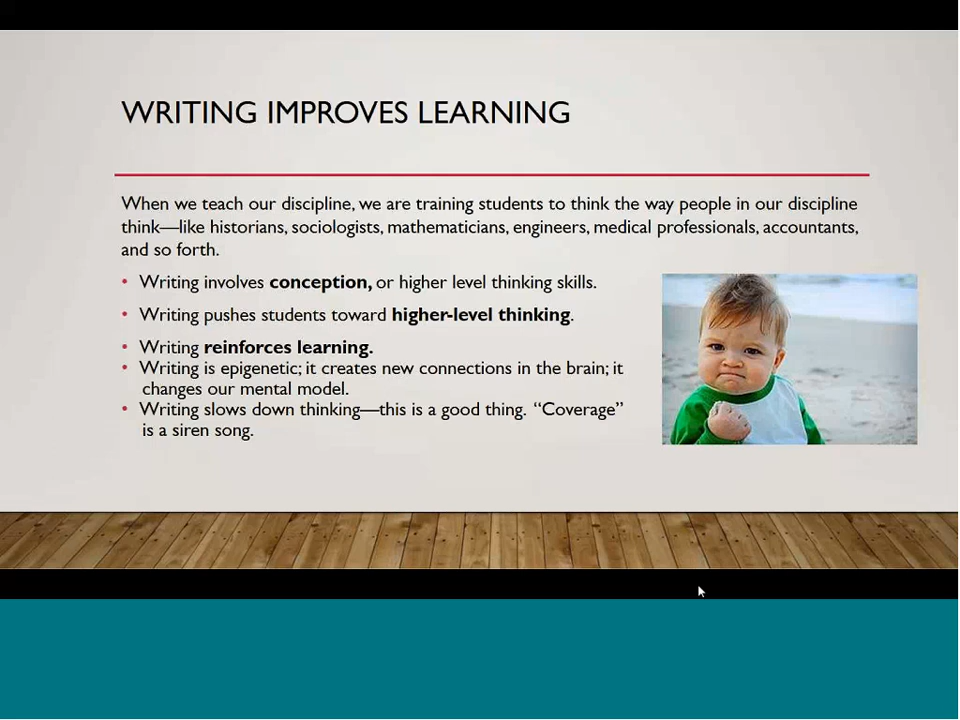 WRITING IMPROVES LEARNING
When we teach our discipline, we are training students to think the way people in our discipline
think—like historians, sociologists, mathematicians, engineers, medical professionals, accountants,
and so forth.
• Writing involves conception, or higher level thinking skills.
• Writing pushes students toward higher-level thinking.
• Writing reinforces learning.
• Writing is epigenetic; it creates new connections in the brain; it
changes our mental model.
• Writing slows down thinking—this is a good thing. “Coverage”
is a siren song.